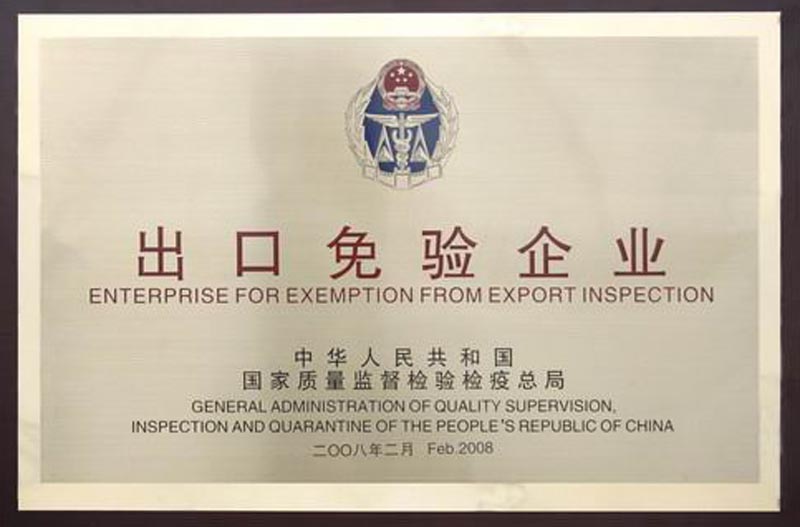 出口免验企业
ENTERPRISE FOR EXEMPTION FROM EXPORT INSPECTION
中华人民共和国
国家质量监督检验检疫总局
GENERAL ADMINISTRATION OF QUALITY SUPERVISION,
INSPECTION AND QUARANTINE OF THE PEOPLE'S REPUBLIC OF CHINA
二OO八年二月 Feb.2008